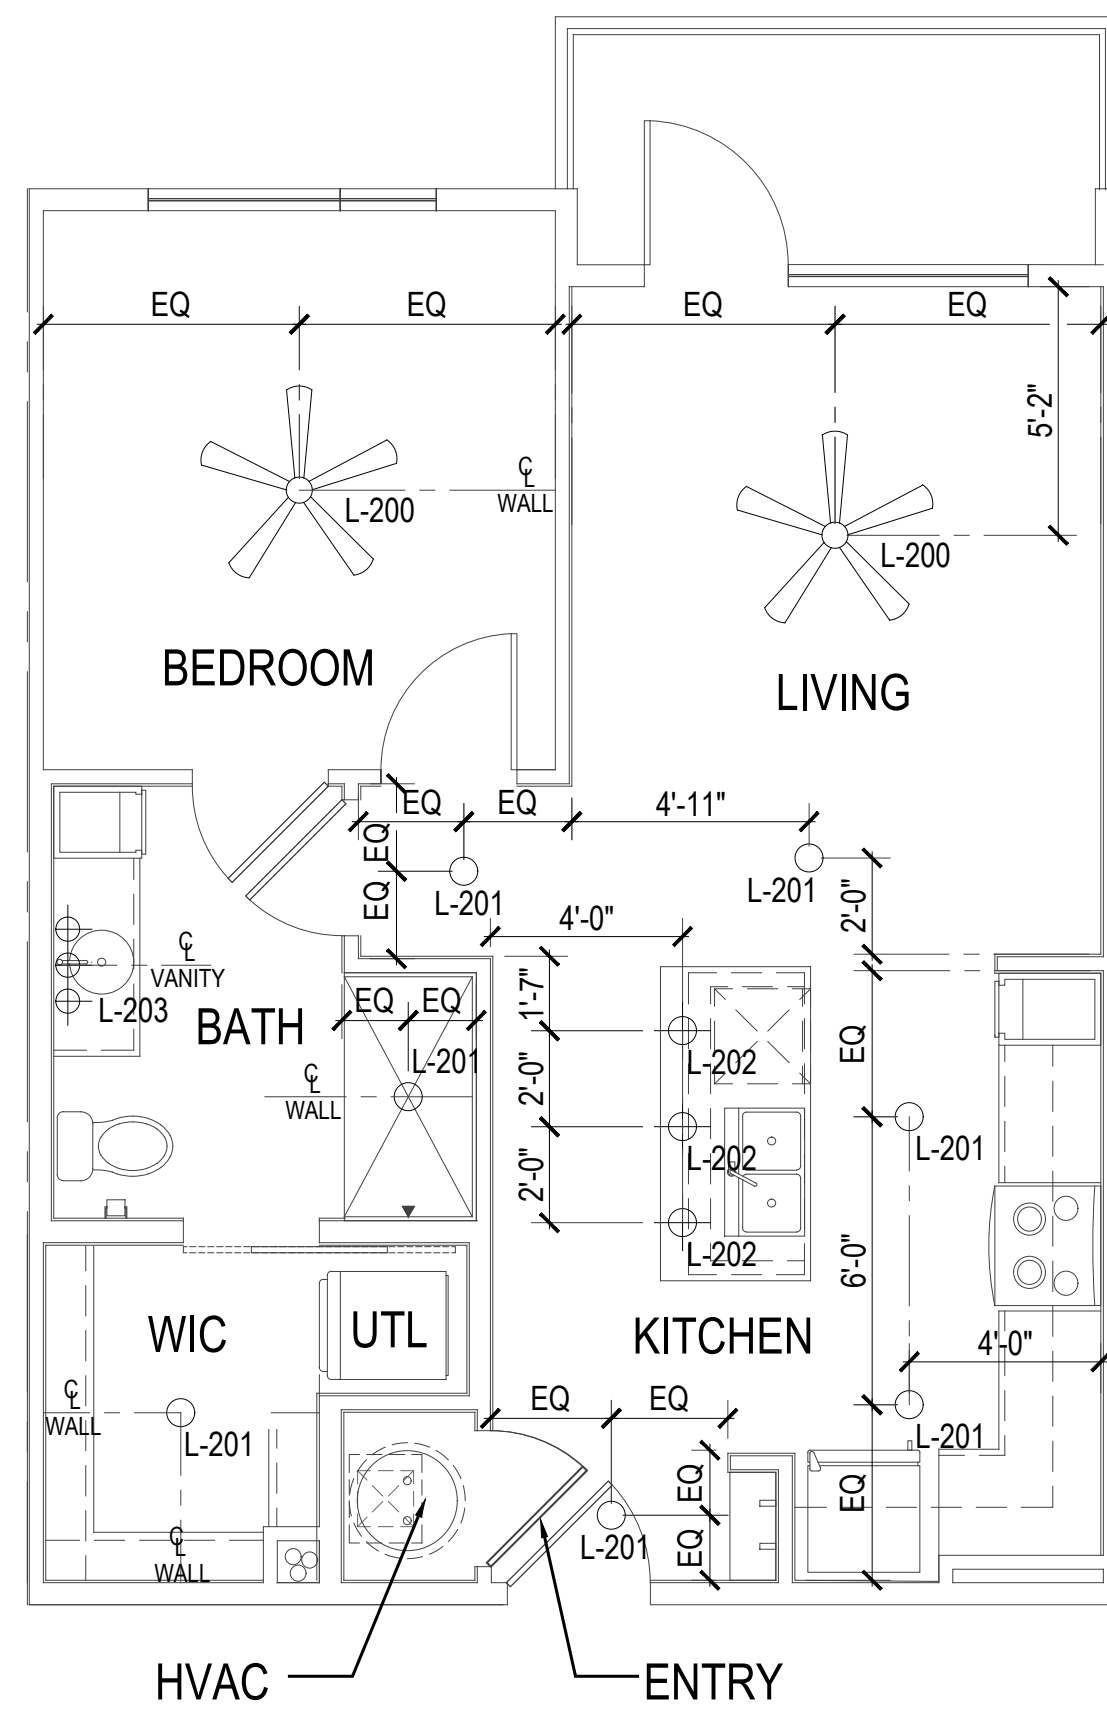 EQ
EQ
EQ
EQ
5'-2"
℄
WALL
L-200
L-200
BEDROOM
LIVING
EQ
EQ
4'-11"
EQ
EQ
L-201
L-201
2'-0"
4'-0"
℄
VANITY
L-203
BATH
EQ
EQ
1'-7"
L-201
L-202
EQ
℄
WALL
2'-0"
L-202
L-201
2'-0"
L-202
6'-0"
WIC
UTL
KITCHEN
4'-0"
℄
WALL
L-201
EQ
EQ
L-201
EQ
EQ
EQ
L-201
℄
WALL
HVAC
ENTRY